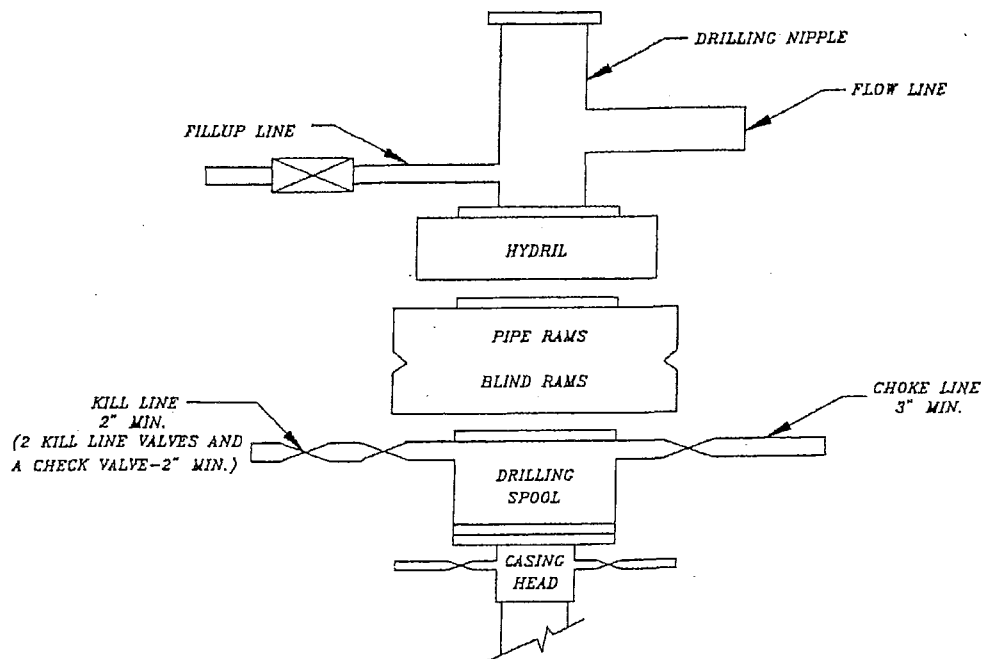 DRILLING NIPPLE
FLOW LINE
FILLUP LINE
HYDRIL
PIPE RAMS
BLIND RAMS
KILL LINE
2" MIN.
(2 KILL LINE VALVES AND
A CHECK VALVE-2" MIN.)
CHOKE LINE
3" MIN.
DRILLING
SPOOL
CASING
HEAD